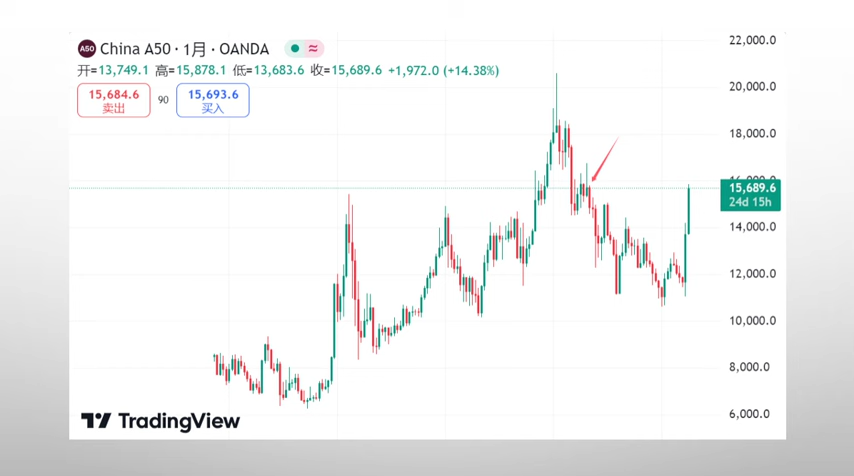 A50 China A50 · 1月 · OANDA ≈
开=13,749.1 高=15,878.1 低=13,683.6 收=15,689.6 +1,972.0 (+14.38%)
15,684.6 90 15,693.6
卖出 买入
22,000.0
20,000.0
18,000.0
16,000.0
15,689.6
24d 15h
14,000.0
12,000.0
10,000.0
8,000.0
6,000.0
TradingView